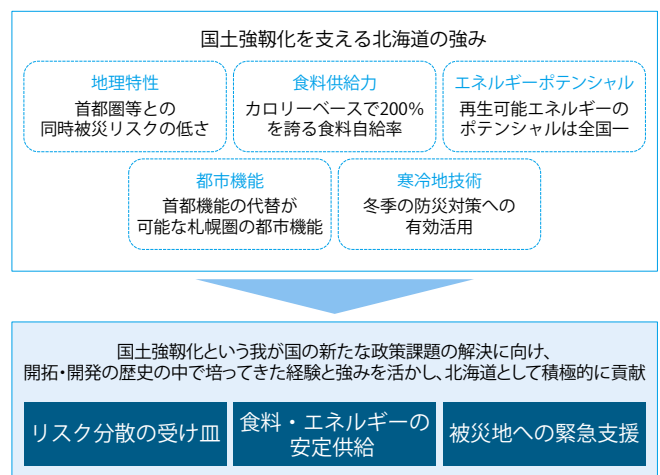 国土強靱化を支える北海道の強み
地理特性
首都圏等との
同時被災リスクの低さ
食料供給力
カロリーベースで200%
を誇る食料自給率
エネルギーポテンシャル
再生可能エネルギーの
ポテンシャルは全国一
都市機能
首都機能の代替が
可能な札幌圏の都市機能
寒冷地技術
冬季の防災対策への
有効活用
国土強靱化という我が国の新たな政策課題の解決に向け、
開拓・開発の歴史の中で培ってきた経験と強みを活かし、北海道として積極的に貢献
リスク分散の受け皿
食料・エネルギーの
安定供給
被災地への緊急支援